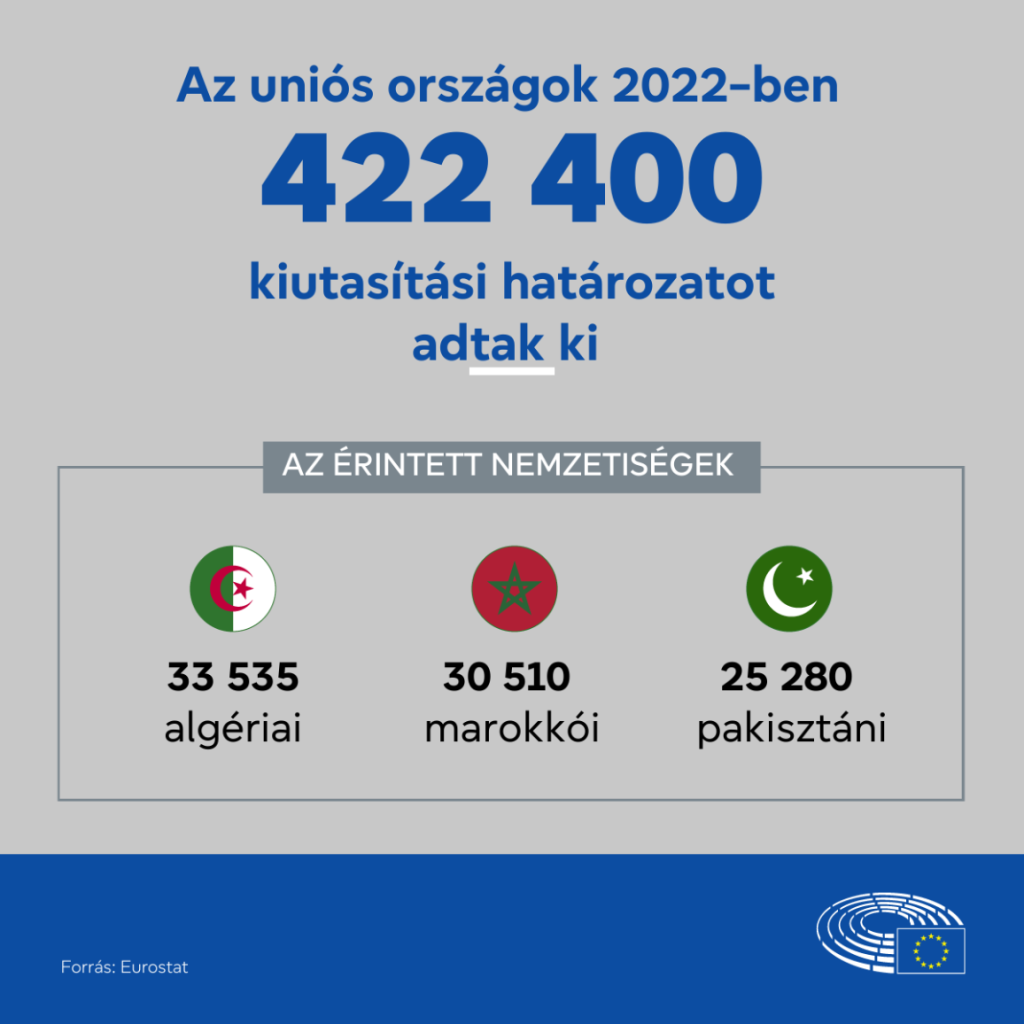 Az uniós országok 2022-ben
422 400
kiutasítási határozatot
adtak ki
AZ ÉRINTETT NEMZETISÉGEK
33 535
algériai
30 510
marokkói
25 280
pakisztáni
Forrás: Eurostat